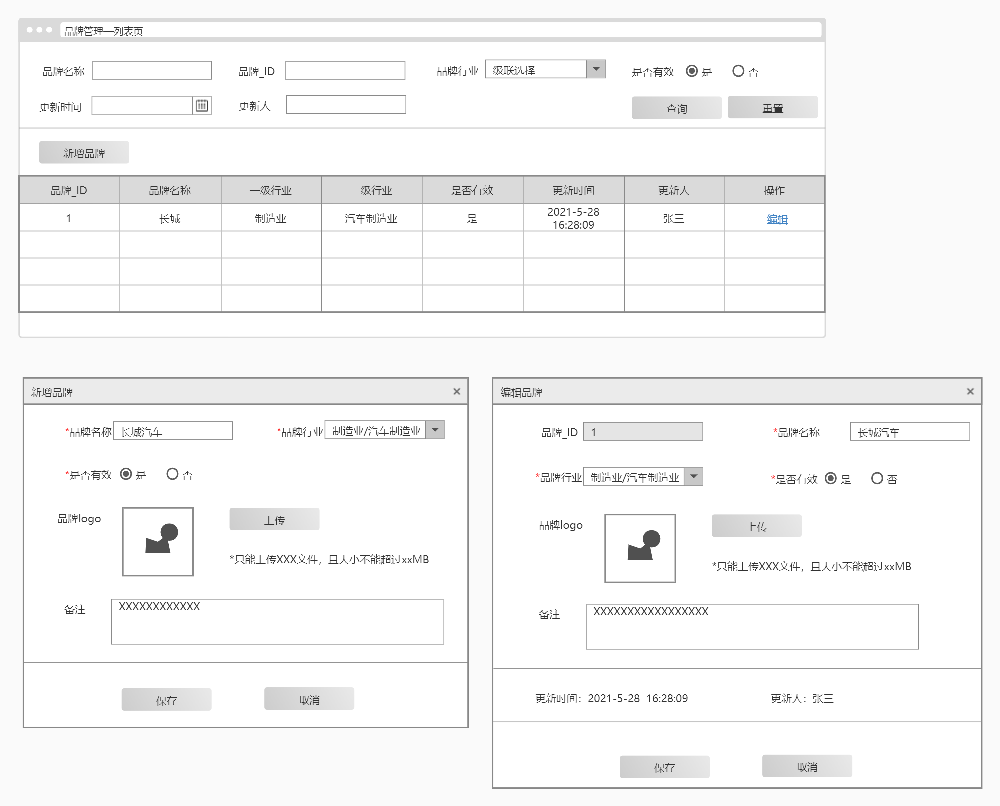 品牌管理—列表页
品牌名称 品牌_ID 品牌行业 级联选择 是否有效 是 否
更新时间 更新人 查询 重置
新增品牌
品牌_ID 品牌名称 一级行业 二级行业 是否有效 更新时间 更新人 操作
1 长城 制造业 汽车制造业 是 2021-5-28 16:28:09 张三 编辑
新增品牌
*品牌名称 长城汽车 *品牌行业 制造业/汽车制造业
*是否有效 是 否
品牌logo 上传
*只能上传XXX文件，且大小不能超过xxMB
备注 XXXXXXXXXXXX
保存 取消
编辑品牌
品牌_ID 1 *品牌名称 长城汽车
*品牌行业 制造业/汽车制造业 *是否有效 是 否
品牌logo 上传
*只能上传XXX文件，且大小不能超过xxMB
备注 XXXXXXXXXXXXXXXXX
更新时间：2021-5-28 16:28:09 更新人：张三
保存 取消